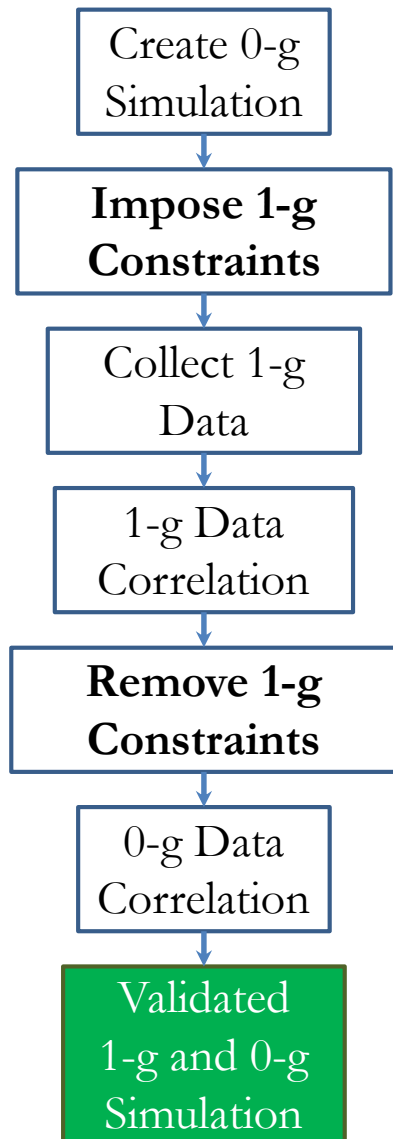 Create 0-g
Simulation
Impose 1-g
Constraints
Collect 1-g
Data
1-g Data
Correlation
Remove 1-g
Constraints
0-g Data
Correlation
Validated
1-g and 0-g
Simulation